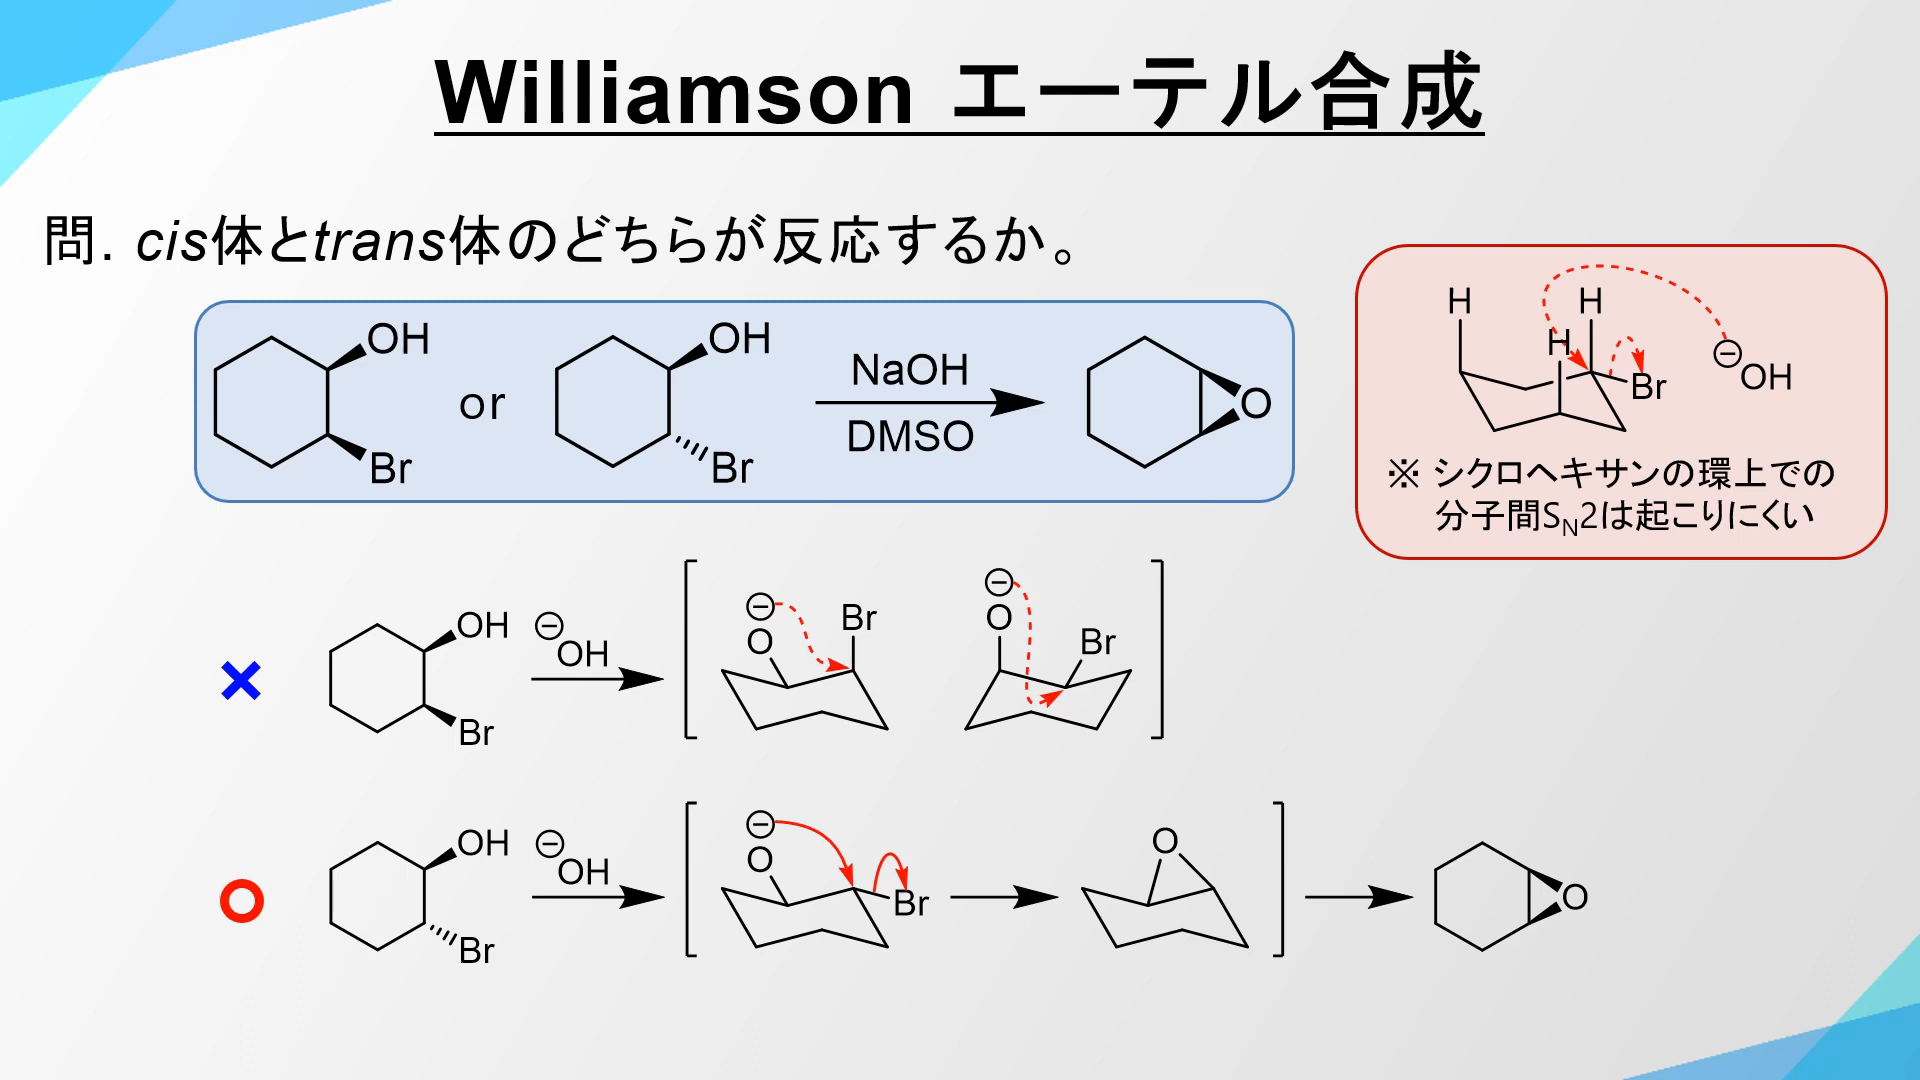 Williamson エーテル合成
問. cis体とtrans体のどちらが反応するか。
OH
Br
or
OH
Br
NaOH
DMSO
O
H
H
H
Br
⊖
OH
※ シクロヘキサンの環上での
分子間SN2は起こりにくい
×
OH
Br
⊖
OH
⊖
O
Br
⊖
O
Br
OH
Br
⊖
OH
⊖
O
Br
O
O